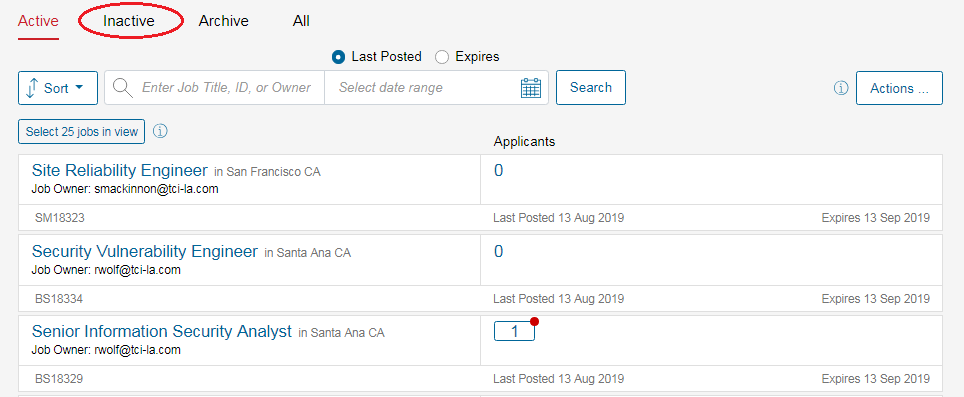 Active Inactive Archive All
Last Posted Expires
Sort Enter Job Title, ID, or Owner Select date range Search Actions ...
Select 25 jobs in view
Applicants
Site Reliability Engineer in San Francisco CA 0
Job Owner: smackinnon@tci-la.com
SM18323 Last Posted 13 Aug 2019 Expires 13 Sep 2019
Security Vulnerability Engineer in Santa Ana CA 0
Job Owner: rwolf@tci-la.com
BS18334 Last Posted 13 Aug 2019 Expires 13 Sep 2019
Senior Information Security Analyst in Santa Ana CA 1
Job Owner: rwolf@tci-la.com
BS18329 Last Posted 13 Aug 2019 Expires 13 Sep 2019